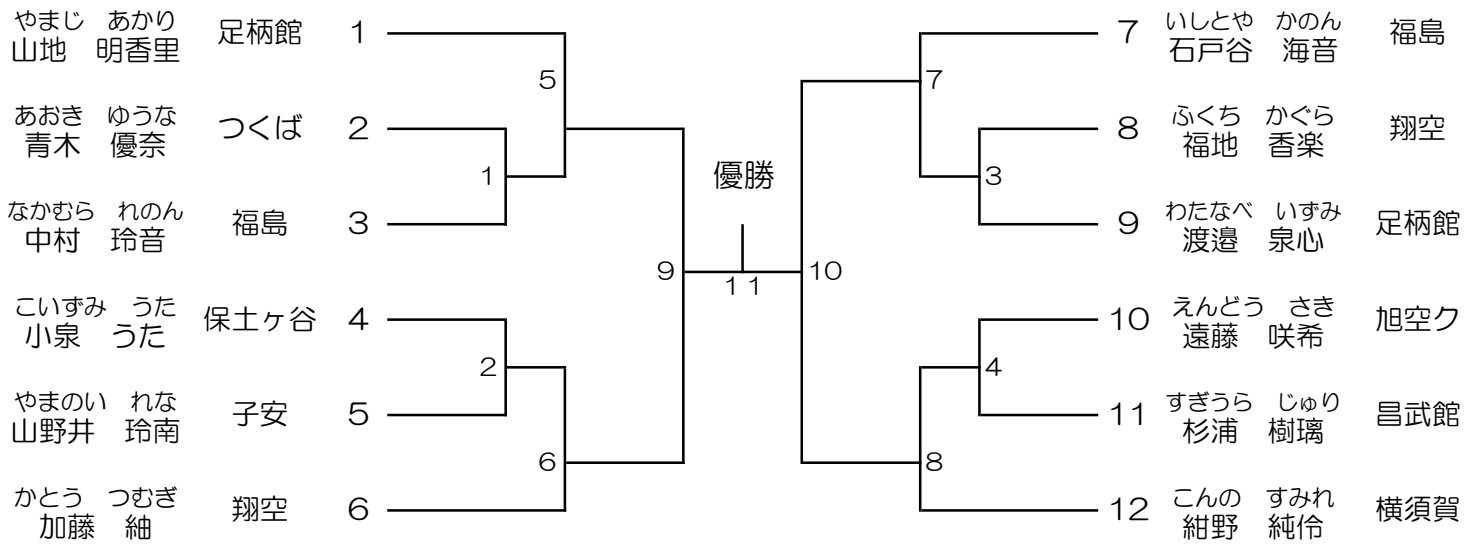 やまじ　あかり
山地　明香里　足柄館　1
5
あおき　ゆうな
青木　優奈　つくば　2
1
なかむら　れのん
中村　玲音　福島　3
9
こいずみ　うた
小泉　うた　保土ヶ谷　4
2
やまのい　れな
山野井　玲南　子安　5
6
かとう　つむぎ
加藤　紬　翔空　6
優勝
11
いしとや　かのん
7　石戸谷　海音　福島
7
ふくち　かぐら
8　福地　香楽　翔空
3
わたなべ　いずみ
9　渡邉　泉心　足柄館
10
えんどう　さき
10　遠藤　咲希　旭空ク
4
すぎうら　じゅり
11　杉浦　樹璃　昌武館
8
こんの　すみれ
12　紺野　純伶　横須賀